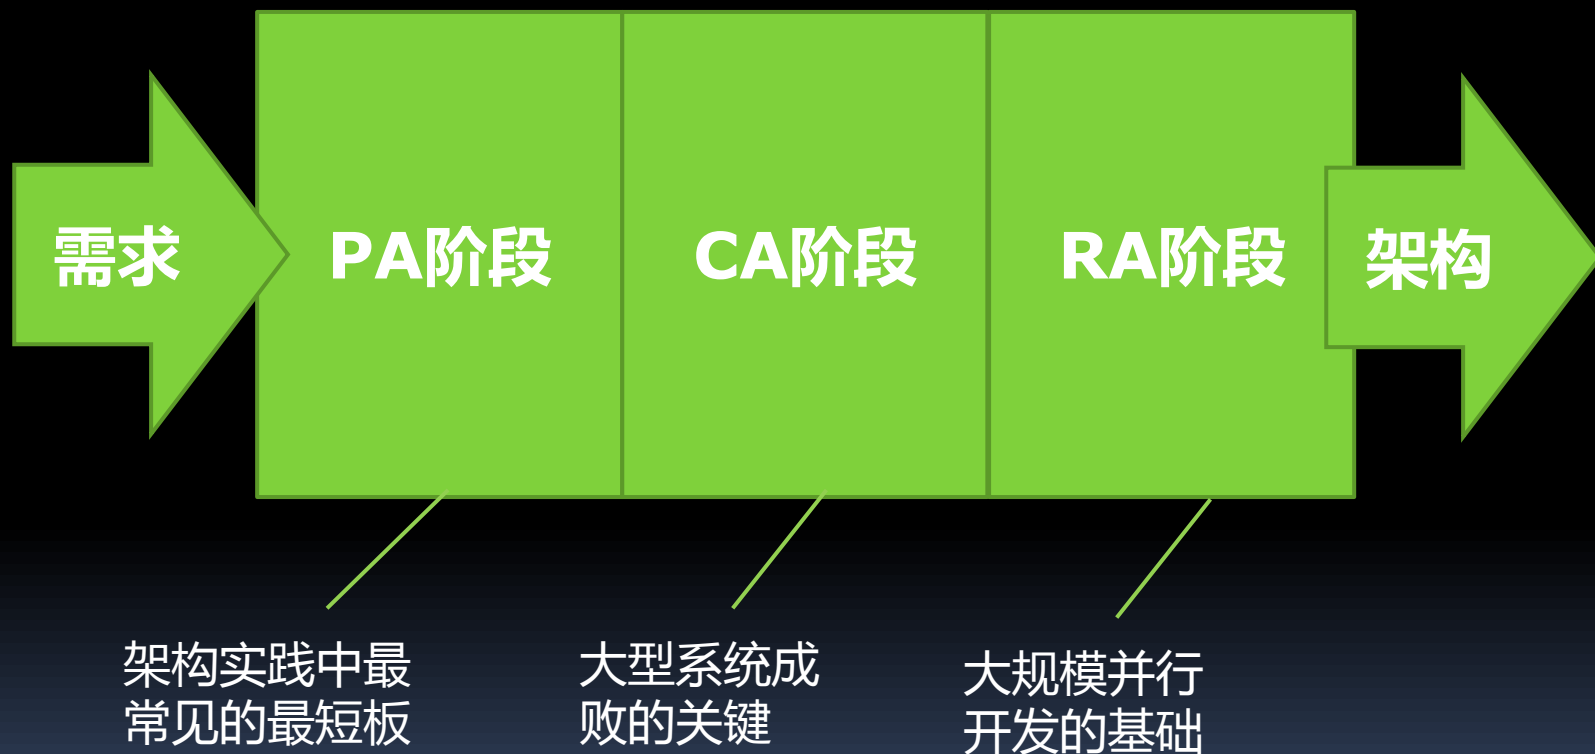 需求
PA阶段
CA阶段
RA阶段
架构
架构实践中最
常见的最短板
大型系统成
败的关键
大规模并行
开发的基础